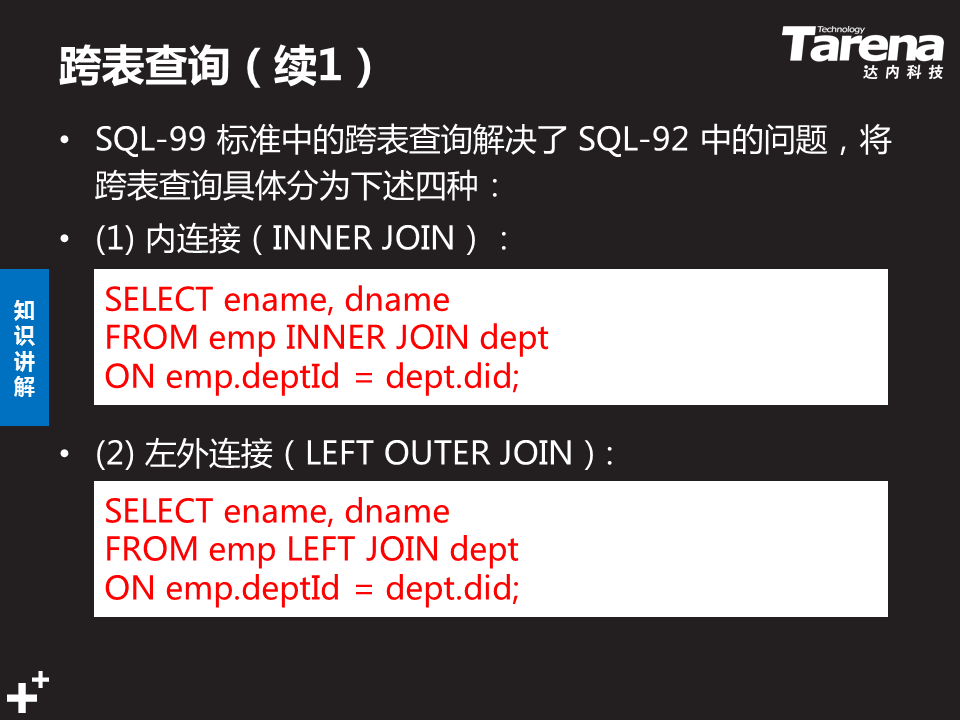 跨表查询（续1）
Technology
Tarena
达内科技
• SQL-99 标准中的跨表查询解决了 SQL-92 中的问题，将
跨表查询具体分为下述四种：
• (1) 内连接（INNER JOIN）：
SELECT ename, dname
FROM emp INNER JOIN dept
ON emp.deptId = dept.did;
知识讲解
• (2) 左外连接（LEFT OUTER JOIN）:
SELECT ename, dname
FROM emp LEFT JOIN dept
ON emp.deptId = dept.did;